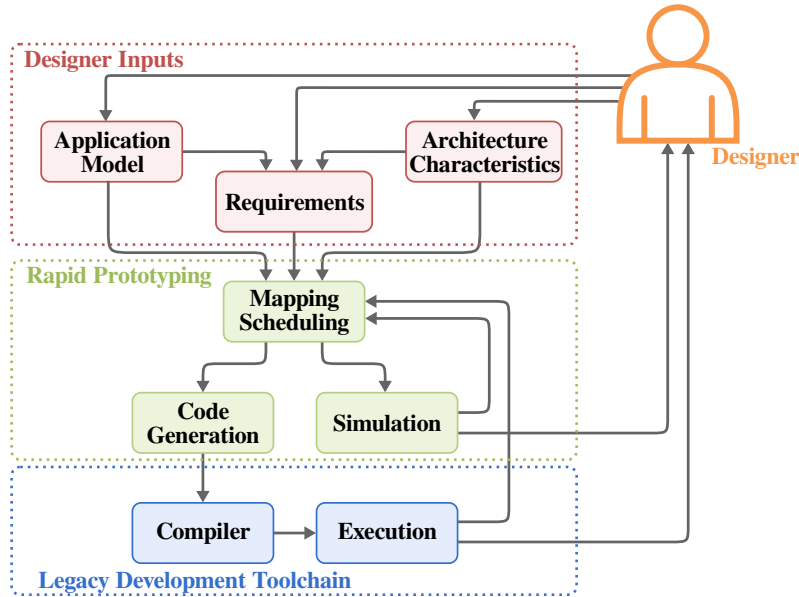 Designer Inputs
Application
Model
Architecture
Characteristics
Designer
Requirements
Rapid Prototyping
Mapping
Scheduling
Code
Generation
Simulation
Compiler
Execution
Legacy Development Toolchain